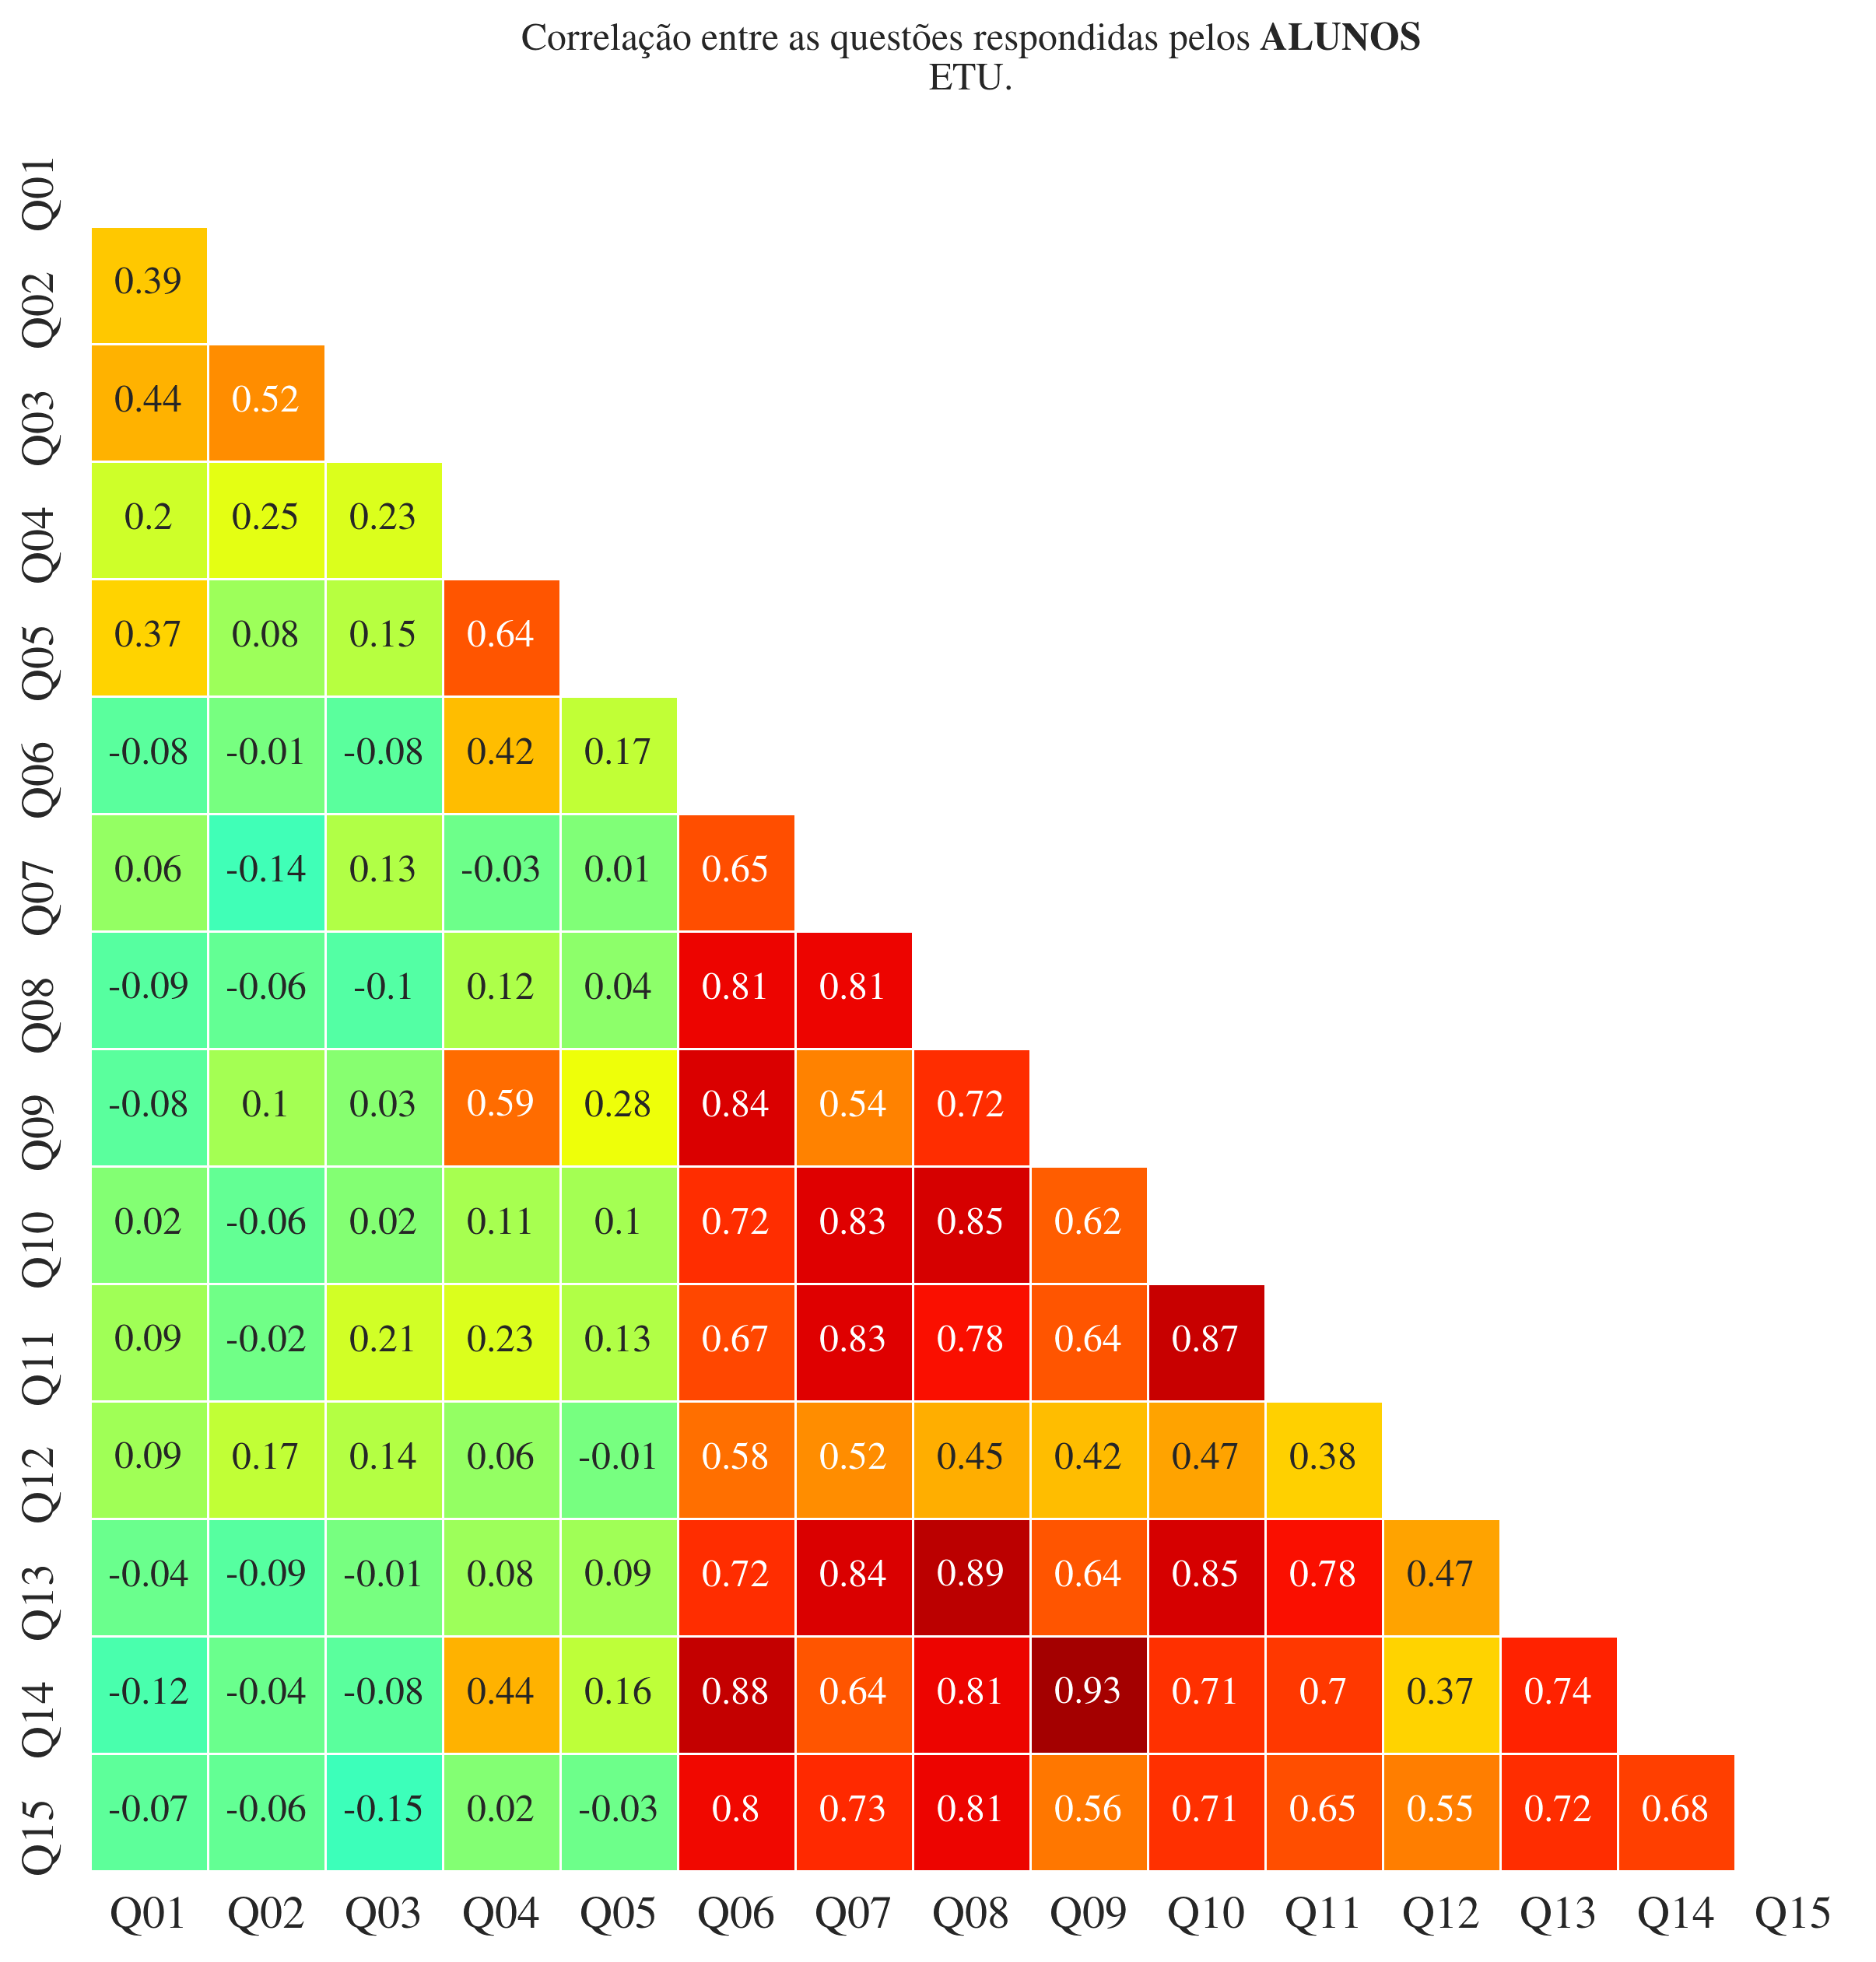 Correlação entre as questões respondidas pelos ALUNOS
ETU.
Q01
Q02 0.39
Q03 0.44 0.52
Q04 0.2 0.25 0.23
Q05 0.37 0.08 0.15 0.64
Q06 -0.08 -0.01 -0.08 0.42 0.17
Q07 0.06 -0.14 0.13 -0.03 0.01 0.65
Q08 -0.09 -0.06 -0.1 0.12 0.04 0.81 0.81
Q09 -0.08 0.1 0.03 0.59 0.28 0.84 0.54 0.72
Q10 0.02 -0.06 0.02 0.11 0.1 0.72 0.83 0.85 0.62
Q11 0.09 -0.02 0.21 0.23 0.13 0.67 0.83 0.78 0.64 0.87
Q12 0.09 0.17 0.14 0.06 -0.01 0.58 0.52 0.45 0.42 0.47 0.38
Q13 -0.04 -0.09 -0.01 0.08 0.09 0.72 0.84 0.89 0.64 0.85 0.78 0.47
Q14 -0.12 -0.04 -0.08 0.44 0.16 0.88 0.64 0.81 0.93 0.71 0.7 0.37 0.74
Q15 -0.07 -0.06 -0.15 0.02 -0.03 0.8 0.73 0.81 0.56 0.71 0.65 0.55 0.72 0.68
Q01 Q02 Q03 Q04 Q05 Q06 Q07 Q08 Q09 Q10 Q11 Q12 Q13 Q14 Q15